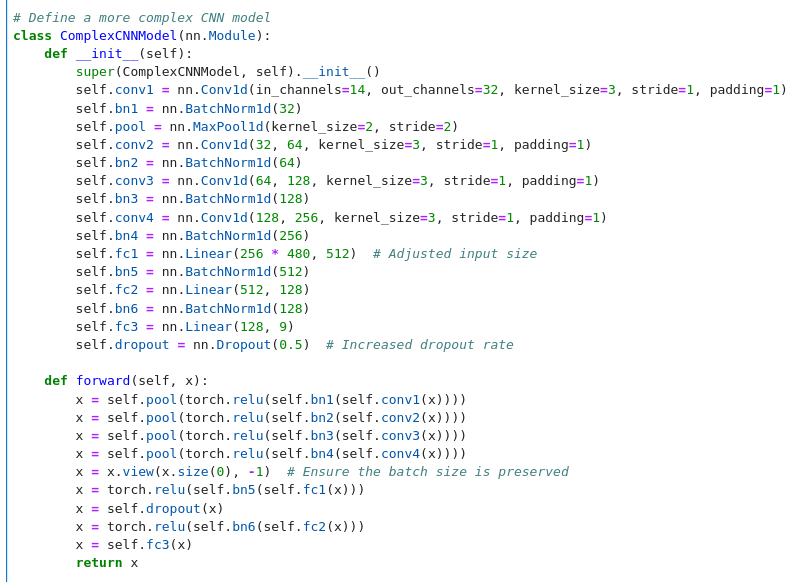 # Define a more complex CNN model
class ComplexCNNModel(nn.Module):
    def __init__(self):
        super(ComplexCNNModel, self).__init__()
        self.conv1 = nn.Conv1d(in_channels=14, out_channels=32, kernel_size=3, stride=1, padding=1)
        self.bn1 = nn.BatchNorm1d(32)
        self.pool = nn.MaxPool1d(kernel_size=2, stride=2)
        self.conv2 = nn.Conv1d(32, 64, kernel_size=3, stride=1, padding=1)
        self.bn2 = nn.BatchNorm1d(64)
        self.conv3 = nn.Conv1d(64, 128, kernel_size=3, stride=1, padding=1)
        self.bn3 = nn.BatchNorm1d(128)
        self.conv4 = nn.Conv1d(128, 256, kernel_size=3, stride=1, padding=1)
        self.bn4 = nn.BatchNorm1d(256)
        self.fc1 = nn.Linear(256 * 480, 512)  # Adjusted input size
        self.bn5 = nn.BatchNorm1d(512)
        self.fc2 = nn.Linear(512, 128)
        self.bn6 = nn.BatchNorm1d(128)
        self.fc3 = nn.Linear(128, 9)
        self.dropout = nn.Dropout(0.5)  # Increased dropout rate

    def forward(self, x):
        x = self.pool(torch.relu(self.bn1(self.conv1(x))))
        x = self.pool(torch.relu(self.bn2(self.conv2(x))))
        x = self.pool(torch.relu(self.bn3(self.conv3(x))))
        x = self.pool(torch.relu(self.bn4(self.conv4(x))))
        x = x.view(x.size(0), -1)  # Ensure the batch size is preserved
        x = torch.relu(self.bn5(self.fc1(x)))
        x = self.dropout(x)
        x = torch.relu(self.bn6(self.fc2(x)))
        x = self.fc3(x)
        return x